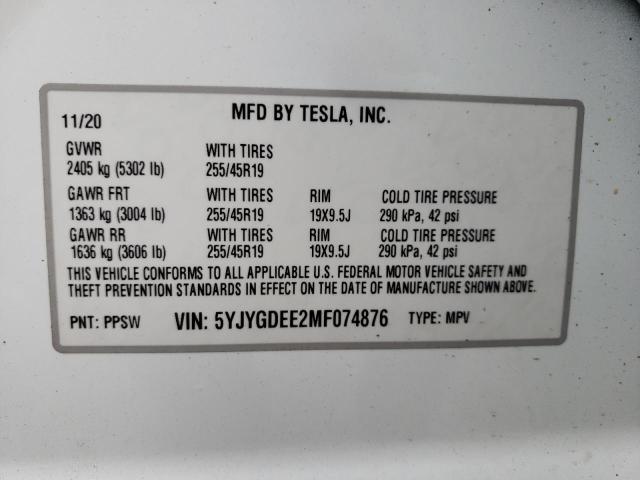 11/20 MFD BY TESLA, INC.
GVWR WITH TIRES
2405 kg (5302 lb) 255/45R19
GAWR FRT WITH TIRES RIM COLD TIRE PRESSURE
1363 kg (3004 lb) 255/45R19 19X9.5J 290 kPa, 42 psi
GAWR RR WITH TIRES RIM COLD TIRE PRESSURE
1636 kg (3606 lb) 255/45R19 19X9.5J 290 kPa, 42 psi
THIS VEHICLE CONFORMS TO ALL APPLICABLE U.S. FEDERAL MOTOR VEHICLE SAFETY AND
THEFT PREVENTION STANDARDS IN EFFECT ON THE DATE OF MANUFACTURE SHOWN ABOVE.
PNT: PPSW VIN: 5YJYGDEE2MF074876 TYPE: MPV